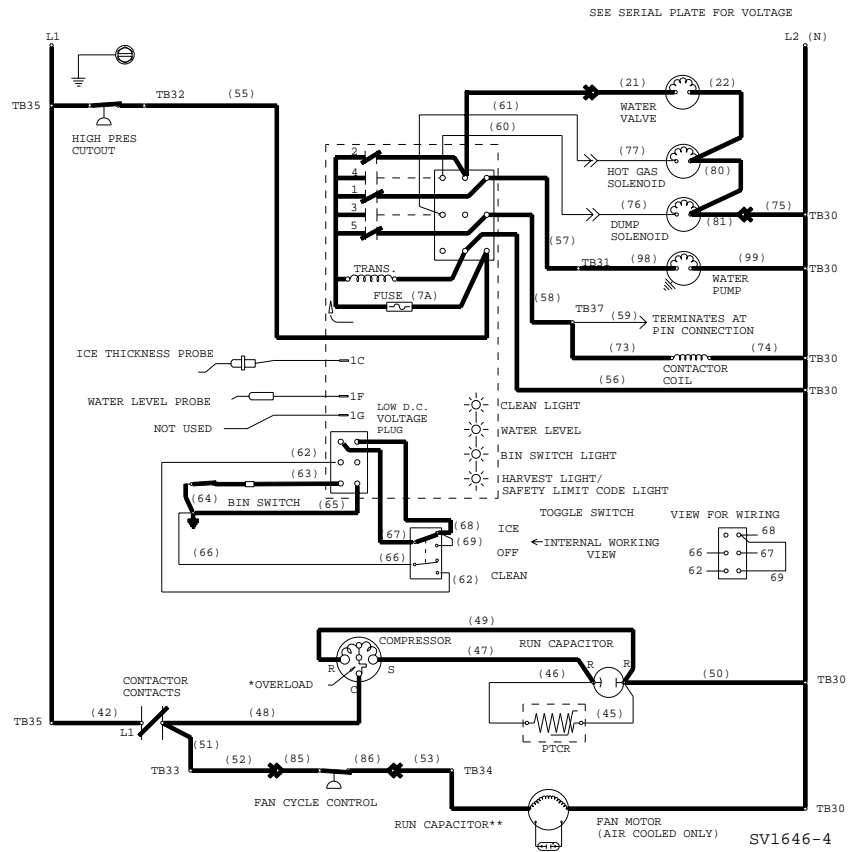 SEE SERIAL PLATE FOR VOLTAGE
L1
L2 (N)
TB35
TB32
(55)
HIGH PRES
CUTOUT
(21)
(22)
WATER
VALVE
(61)
(60)
(77)
(80)
HOT GAS
SOLENOID
(76)
(81)
(75)
TB30
DUMP
SOLENOID
2
4
1
3
5
(57)
TB31
(98)
(99)
TB30
WATER
PUMP
TRANS.
FUSE (7A)
(58)
TB37
(59)
TERMINATES AT
PIN CONNECTION
(73)
(74)
TB30
CONTACTOR
COIL
(56)
TB30
ICE THICKNESS PROBE
1C
WATER LEVEL PROBE
1F
NOT USED
1G
LOW D.C.
VOLTAGE
PLUG
CLEAN LIGHT
WATER LEVEL
BIN SWITCH LIGHT
HARVEST LIGHT/
SAFETY LIMIT CODE LIGHT
(62)
(63)
(64)
BIN SWITCH
(65)
(66)
(67)
(68)
(69)
(66)
(62)
TOGGLE SWITCH
ICE
OFF
CLEAN
INTERNAL WORKING
VIEW
VIEW FOR WIRING
68
66
67
62
69
(49)
COMPRESSOR
RUN CAPACITOR
(47)
R
S
C
*OVERLOAD
R
R
(46)
(50)
TB30
(45)
PTCR
CONTACTOR
CONTACTS
TB35
(42)
L1
(48)
(51)
TB33
(52)
(85)
(86)
(53)
TB34
FAN CYCLE CONTROL
RUN CAPACITOR**
FAN MOTOR
(AIR COOLED ONLY)
TB30
SV1646-4